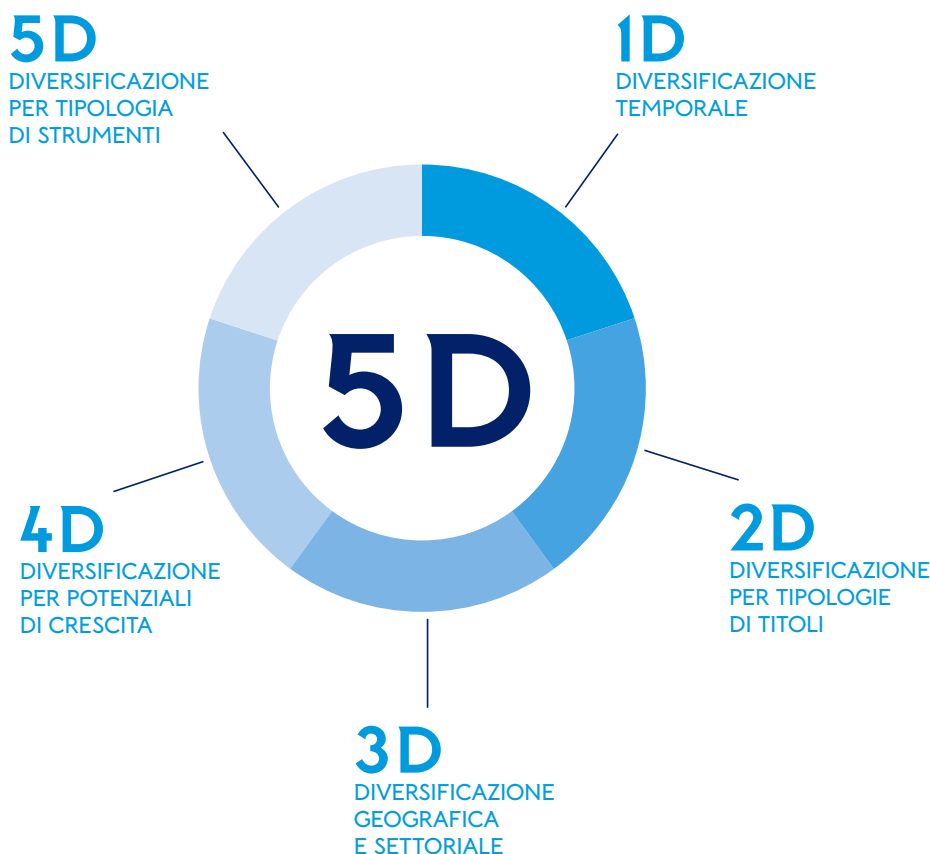 5D
DIVERSIFICAZIONE
PER TIPOLOGIA
DI STRUMENTI
1D
DIVERSIFICAZIONE
TEMPORALE
5D
4D
DIVERSIFICAZIONE
PER POTENZIALI
DI CRESCITA
2D
DIVERSIFICAZIONE
PER TIPOLOGIE
DI TITOLI
3D
DIVERSIFICAZIONE
GEOGRAFICA
E SETTORIALE